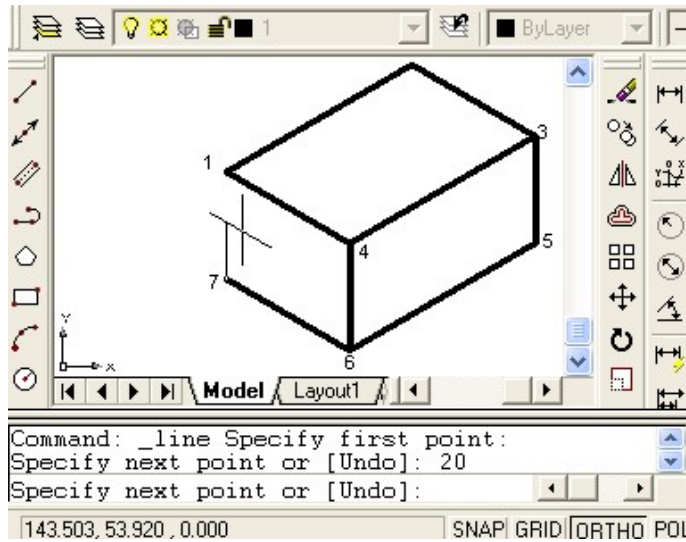 1
ByLayer
1
3
4
5
7
6
Y
X
Model
Layout1
Command: _line Specify first point:
Specify next point or [Undo]: 20
Specify next point or [Undo]:
143.503, 53.920 , 0.000
SNAP GRID ORTHO